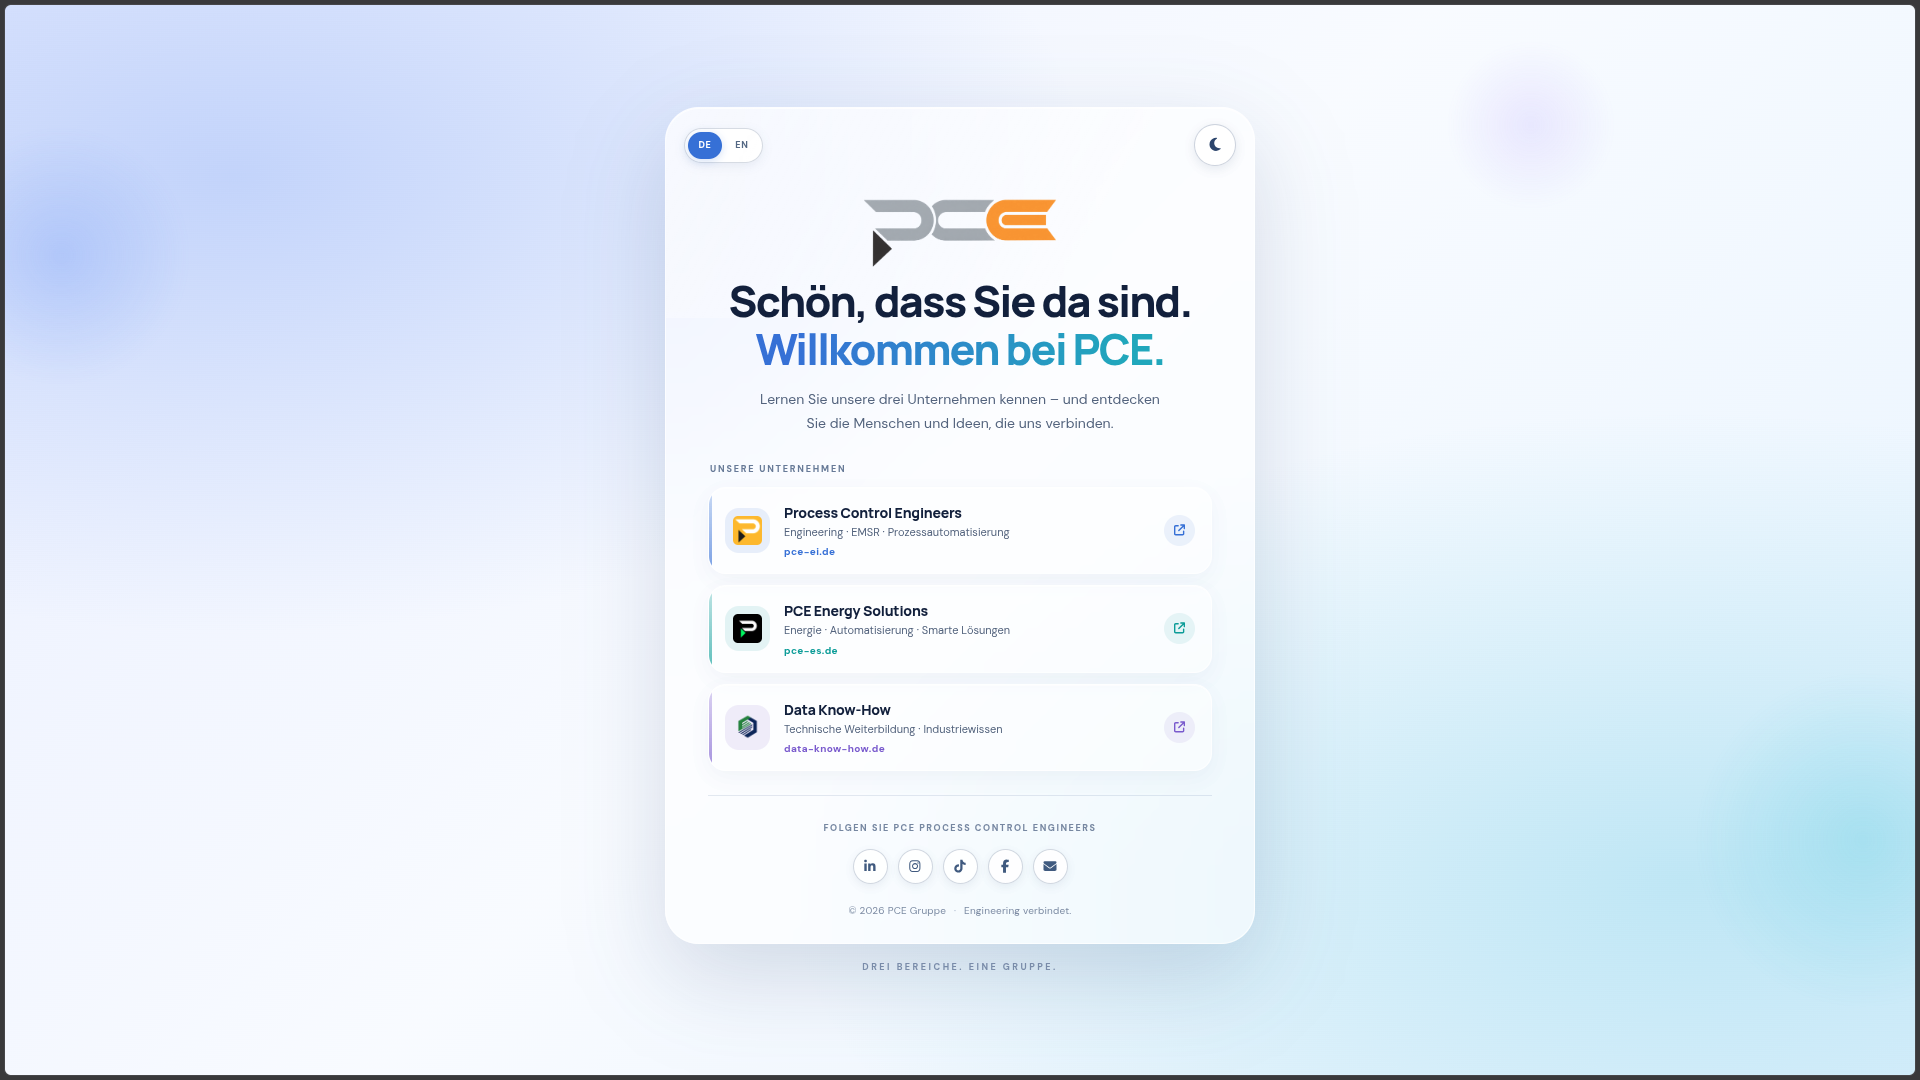 DE EN
PCE
Schön, dass Sie da sind.
Willkommen bei PCE.
Lernen Sie unsere drei Unternehmen kennen – und entdecken
Sie die Menschen und Ideen, die uns verbinden.
UNSERE UNTERNEHMEN
Process Control Engineers
Engineering · EMSR · Prozessautomatisierung
pce-ei.de
PCE Energy Solutions
Energie · Automatisierung · Smarte Lösungen
pce-es.de
Data Know-How
Technische Weiterbildung · Industriewissen
data-know-how.de
FOLGEN SIE PCE PROCESS CONTROL ENGINEERS
© 2026 PCE Gruppe · Engineering verbindet.
DREI BEREICHE. EINE GRUPPE.